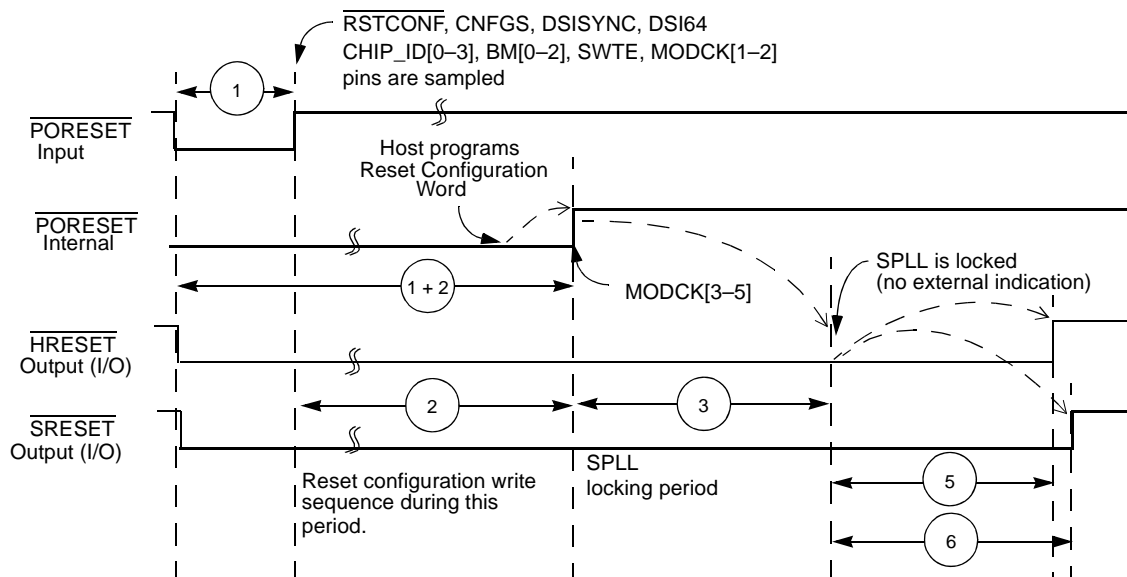 RSTCONF, CNFGS, DSISYNC, DSI64
CHIP_ID[0–3], BM[0–2], SWTE, MODCK[1–2]
pins are sampled
1
PORESET
Input
Host programs
Reset Configuration
Word
PORESET
Internal
1 + 2
MODCK[3–5]
SPLL is locked
(no external indication)
HRESET
Output (I/O)
2
3
SRESET
Output (I/O)
Reset configuration write
sequence during this
period.
SPLL
locking period
5
6